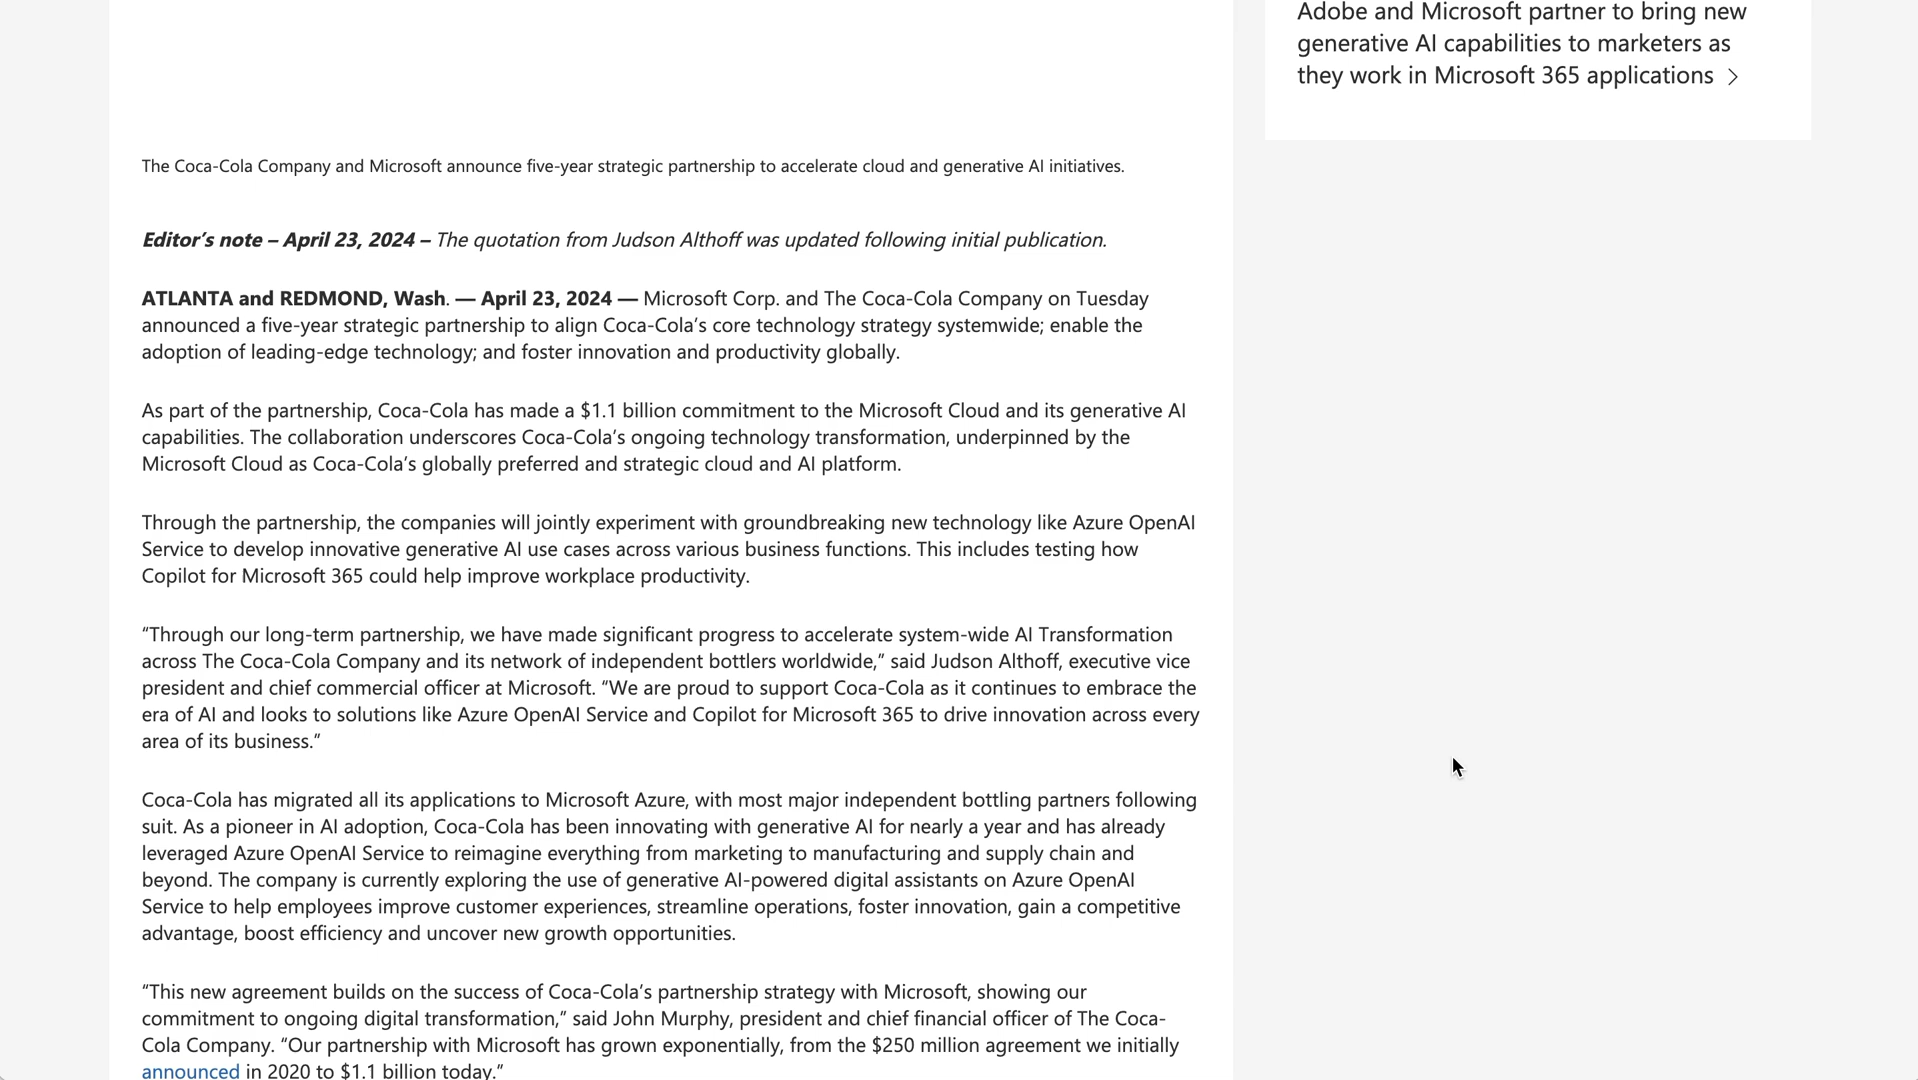 Adobe and Microsoft partner to bring new
generative AI capabilities to marketers as
they work in Microsoft 365 applications >
The Coca-Cola Company and Microsoft announce five-year strategic partnership to accelerate cloud and generative AI initiatives.
Editor’s note – April 23, 2024 – The quotation from Judson Althoff was updated following initial publication.
ATLANTA and REDMOND, Wash. — April 23, 2024 — Microsoft Corp. and The Coca-Cola Company on Tuesday
announced a five-year strategic partnership to align Coca-Cola’s core technology strategy systemwide; enable the
adoption of leading-edge technology; and foster innovation and productivity globally.
As part of the partnership, Coca-Cola has made a $1.1 billion commitment to the Microsoft Cloud and its generative AI
capabilities. The collaboration underscores Coca-Cola’s ongoing technology transformation, underpinned by the
Microsoft Cloud as Coca-Cola’s globally preferred and strategic cloud and AI platform.
Through the partnership, the companies will jointly experiment with groundbreaking new technology like Azure OpenAI
Service to develop innovative generative AI use cases across various business functions. This includes testing how
Copilot for Microsoft 365 could help improve workplace productivity.
“Through our long-term partnership, we have made significant progress to accelerate system-wide AI Transformation
across The Coca-Cola Company and its network of independent bottlers worldwide,” said Judson Althoff, executive vice
president and chief commercial officer at Microsoft. “We are proud to support Coca-Cola as it continues to embrace the
era of AI and looks to solutions like Azure OpenAI Service and Copilot for Microsoft 365 to drive innovation across every
area of its business.”
Coca-Cola has migrated all its applications to Microsoft Azure, with most major independent bottling partners following
suit. As a pioneer in AI adoption, Coca-Cola has been innovating with generative AI for nearly a year and has already
leveraged Azure OpenAI Service to reimagine everything from marketing to manufacturing and supply chain and
beyond. The company is currently exploring the use of generative AI-powered digital assistants on Azure OpenAI
Service to help employees improve customer experiences, streamline operations, foster innovation, gain a competitive
advantage, boost efficiency and uncover new growth opportunities.
“This new agreement builds on the success of Coca-Cola’s partnership strategy with Microsoft, showing our
commitment to ongoing digital transformation,” said John Murphy, president and chief financial officer of The Coca-
Cola Company. “Our partnership with Microsoft has grown exponentially, from the $250 million agreement we initially
announced in 2020 to $1.1 billion today.”